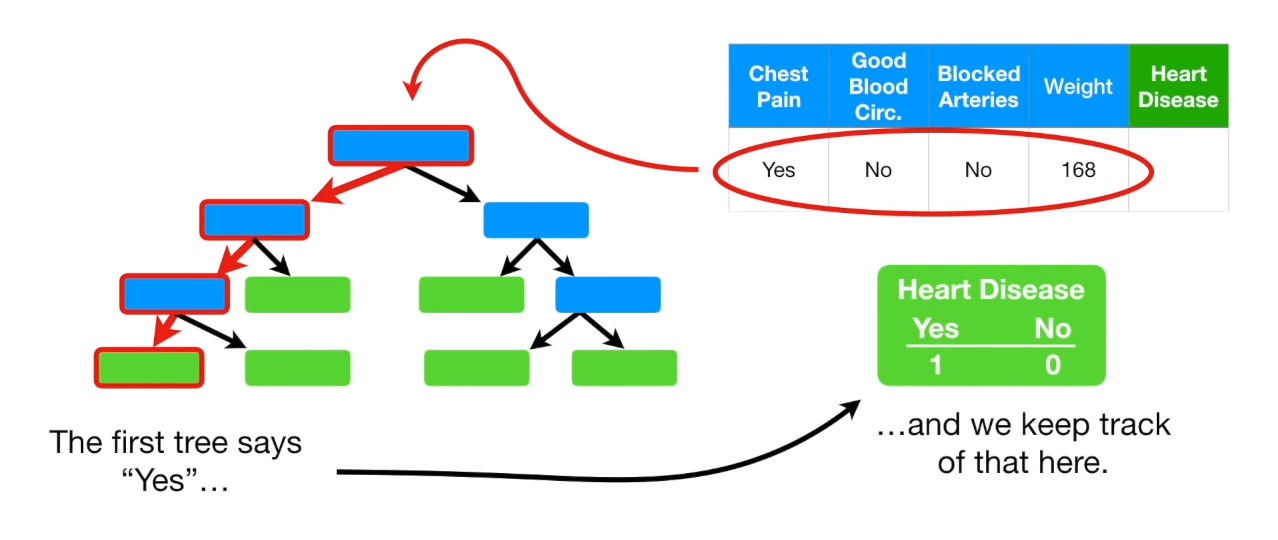 Chest Pain
Good Blood Circ.
Blocked Arteries
Weight
Heart Disease
Yes
No
No
168
Heart Disease
Yes No
1 0
The first tree says
“Yes”…
…and we keep track
of that here.